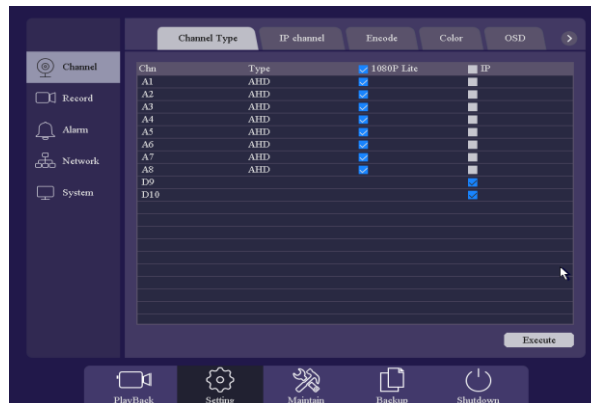 Channel Type IP channel Encode Color OSD >
Channel
Record
Alarm
Network
System
Chn Type 1080P Lite IP
A1 AHD
A2 AHD
A3 AHD
A4 AHD
A5 AHD
A6 AHD
A7 AHD
A8 AHD
D9
D10
Execute
PlayBack Setting Maintain Backup Shutdown